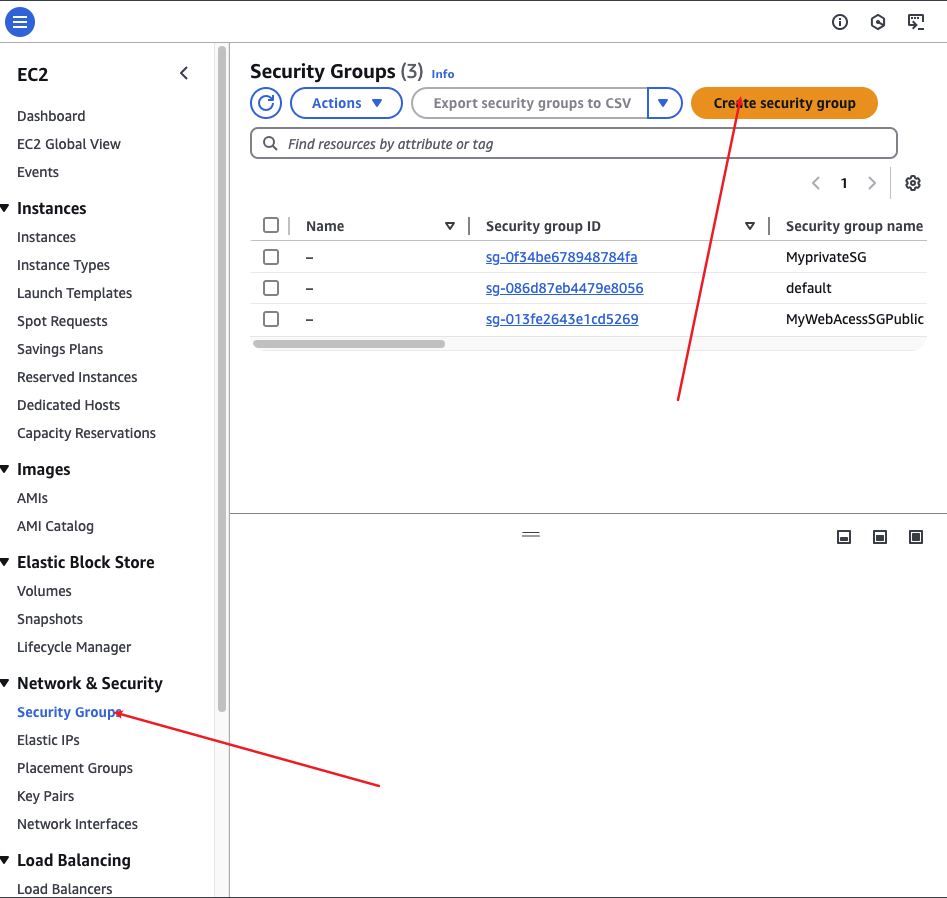 EC2
Dashboard
EC2 Global View
Events
Instances
Instances
Instance Types
Launch Templates
Spot Requests
Savings Plans
Reserved Instances
Dedicated Hosts
Capacity Reservations
Images
AMIs
AMI Catalog
Elastic Block Store
Volumes
Snapshots
Lifecycle Manager
Network & Security
Security Groups
Elastic IPs
Placement Groups
Key Pairs
Network Interfaces
Load Balancing
Load Balancers
Security Groups (3) Info
Actions Export security groups to CSV Create security group
Find resources by attribute or tag
1
Name Security group ID Security group name
– sg-0f34be678948784fa MyprivateSG
– sg-086d87eb4479e8056 default
– sg-013fe2643e1cd5269 MyWebAcessSGPublic